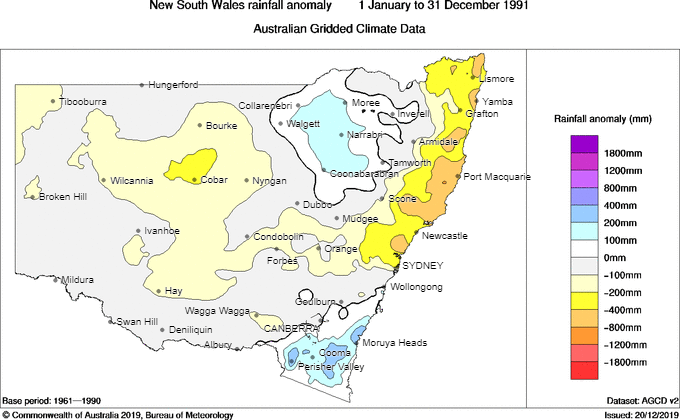 New South Wales rainfall anomaly 1 January to 31 December 1991
Australian Gridded Climate Data
Hungerford
Lismore
Tibooburra
Collarenebri
Moree
Yamba
Inverell
Grafton
Bourke
Walgett
Narrabri
Armidale
Tamworth
Coonabarabran
Wilcannia
Cobar
Nyngan
Port Macquarie
Broken Hill
Dubbo
Scone
Mudgee
Ivanhoe
Condobolin
Newcastle
Forbes
Orange
SYDNEY
Mildura
Hay
Wollongong
Goulburn
Wagga Wagga
Swan Hill
Deniliquin
CANBERRA
Albury
Moruya Heads
Cooma
Perisher Valley
Rainfall anomaly (mm)
1800mm
1200mm
800mm
400mm
200mm
100mm
0mm
−100mm
−200mm
−400mm
−800mm
−1200mm
−1800mm
Base period: 1961—1990
Dataset: AGCD v2
© Commonwealth of Australia 2019, Bureau of Meteorology
Issued: 20/12/2019